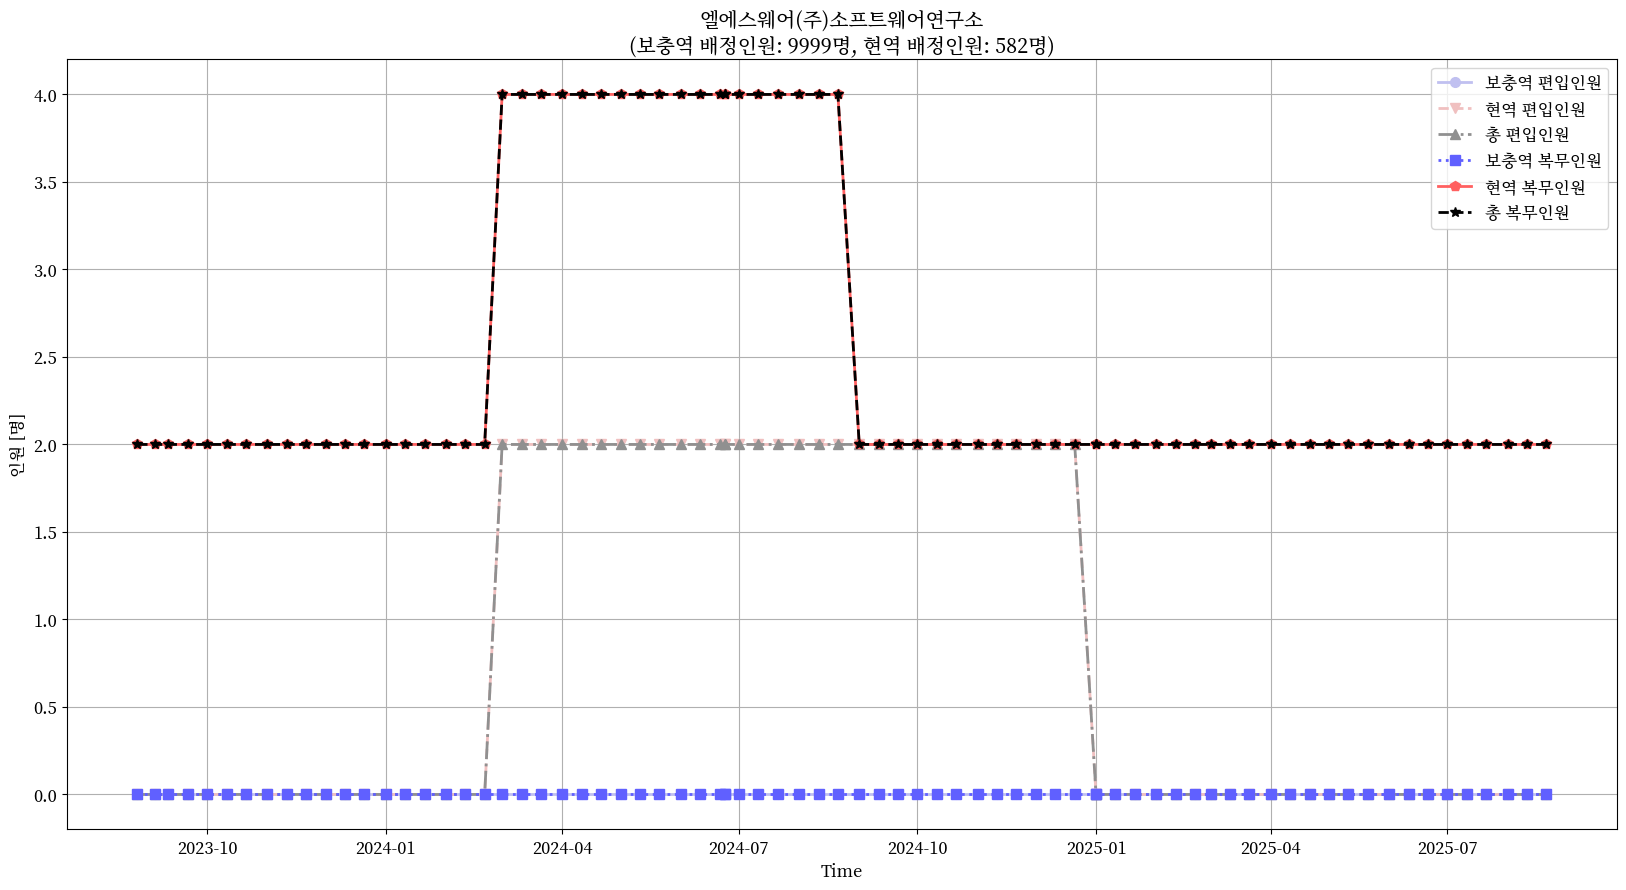 엘에스웨어(주)소프트웨어연구소
(보충역 배정인원: 9999명, 현역 배정인원: 582명)
보충역 편입인원
현역 편입인원
총 편입인원
보충역 복무인원
현역 복무인원
총 복무인원
인원 [명]
4.0
3.5
3.0
2.5
2.0
1.5
1.0
0.5
0.0
2023-10
2024-01
2024-04
2024-07
2024-10
2025-01
2025-04
2025-07
Time